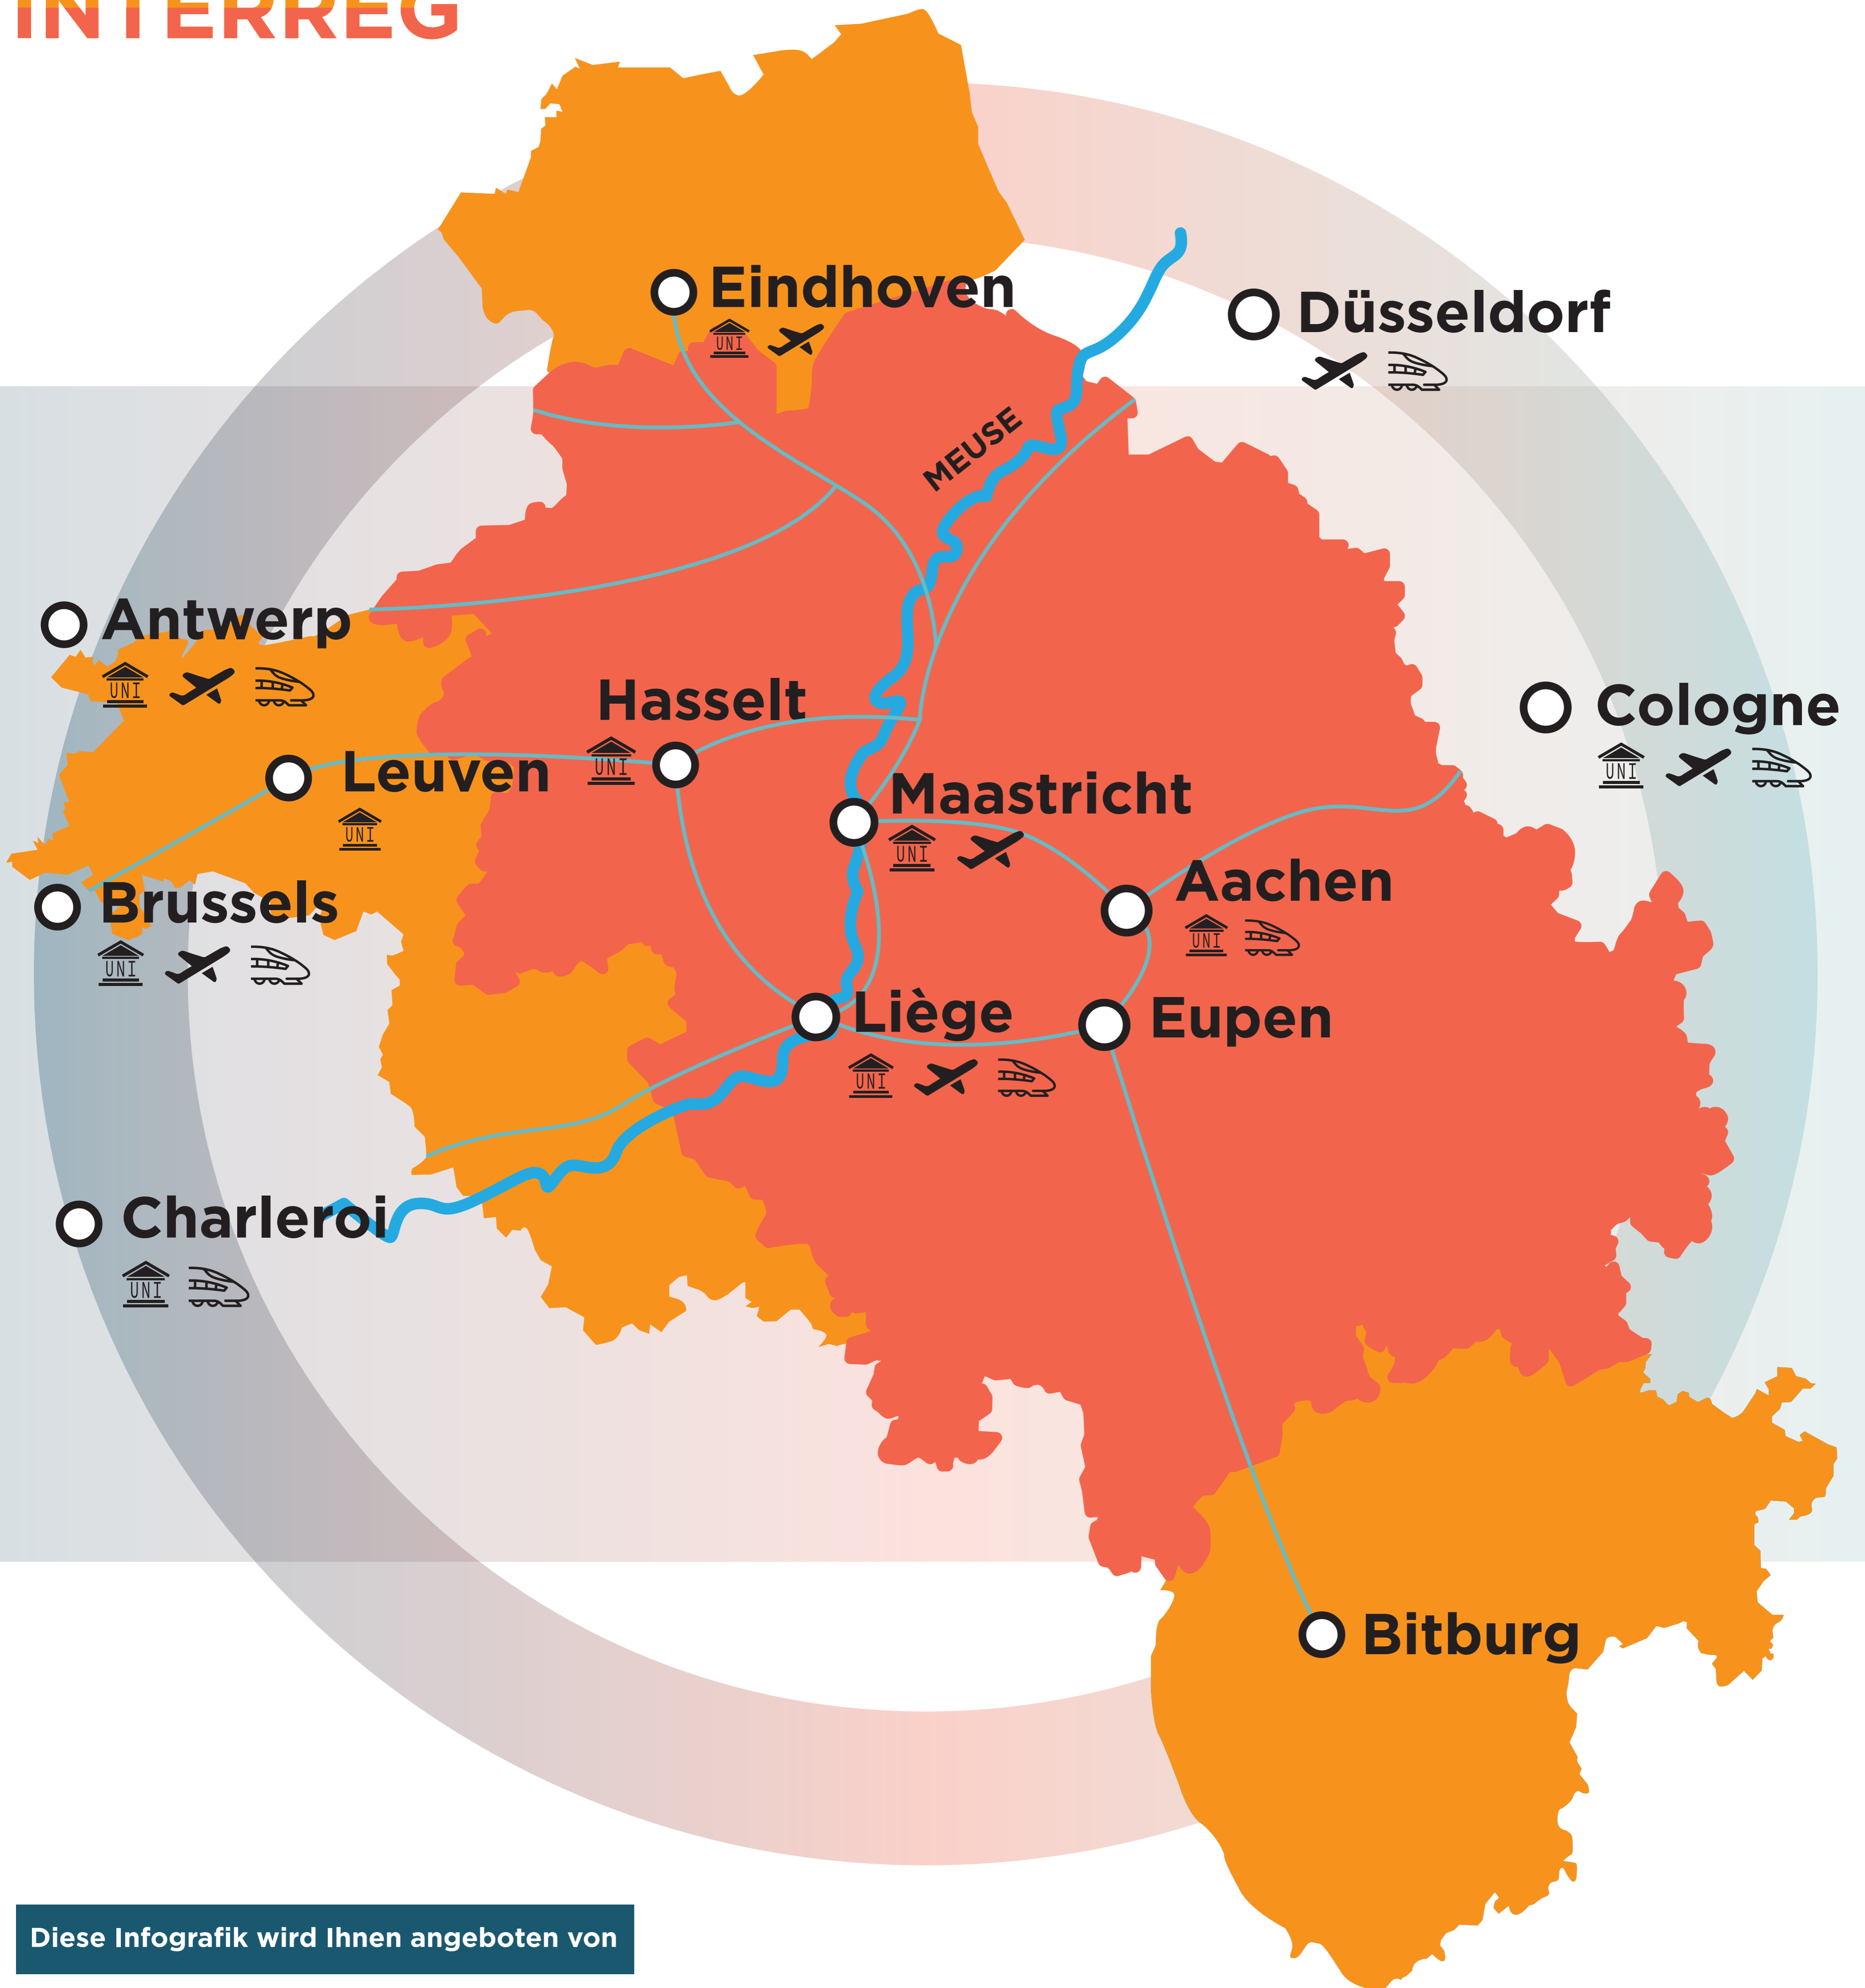 INTERREG
Eindhoven
UNI
Düsseldorf
MEUSE
Antwerp
UNI
Hasselt
UNI
Cologne
UNI
Leuven
UNI
Maastricht
UNI
Aachen
UNI
Brussels
UNI
Liège
UNI
Eupen
Charleroi
UNI
Bitburg
Diese Infografik wird Ihnen angeboten von